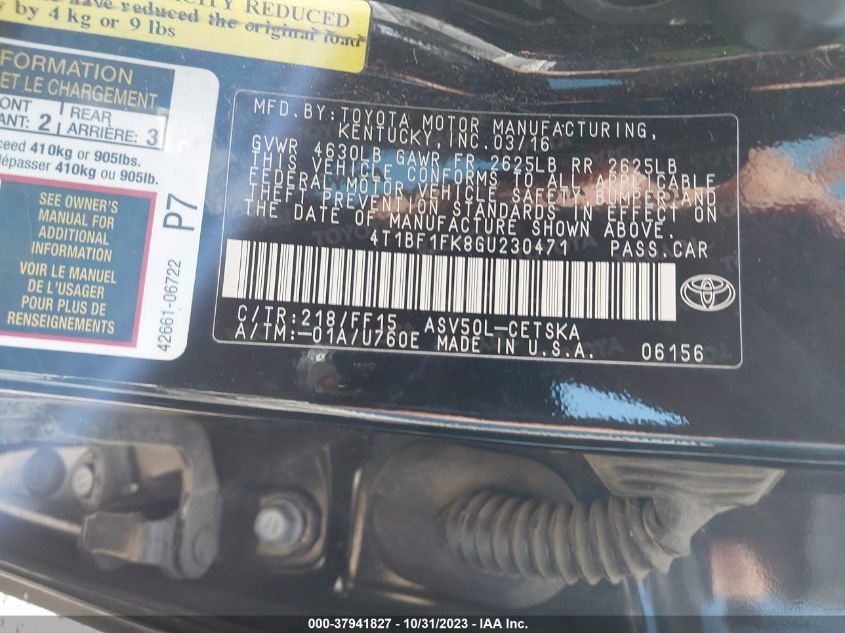 CAPACITY REDUCED
have reduced the original load
by 4 kg or 9 lbs
FORMATION
ET LE CHARGEMENT
ONT
ANT: 2
REAR
ARRIÈRE: 3
ceed 410kg or 905lbs.
dépasser 410kg ou 905lb.
SEE OWNER'S
MANUAL FOR
ADDITIONAL
INFORMATION
VOIR LE MANUEL
DE L'USAGER
POUR PLUS DE
RENSEIGNEMENTS
P7
42661-06722
MFD.BY:TOYOTA MOTOR MANUFACTURING,
KENTUCKY, INC.03/16
GVWR 4630LB GAWR FR 2625LB RR 2625LB
THIS VEHICLE CONFORMS TO ALL APPLICABLE
FEDERAL MOTOR VEHICLE SAFETY BUMPER,AND
THEFT PREVENTION STANDARDS IN EFFECT ON
THE DATE OF MANUFACTURE SHOWN ABOVE.
4T1BF1FK8GU230471 PASS.CAR
C/TR:218/FF15 ASV50L-CETSKA
A/TM:-01A/U760E MADE IN U.S.A. 06156
000-37941827 - 10/31/2023 - IAA Inc.